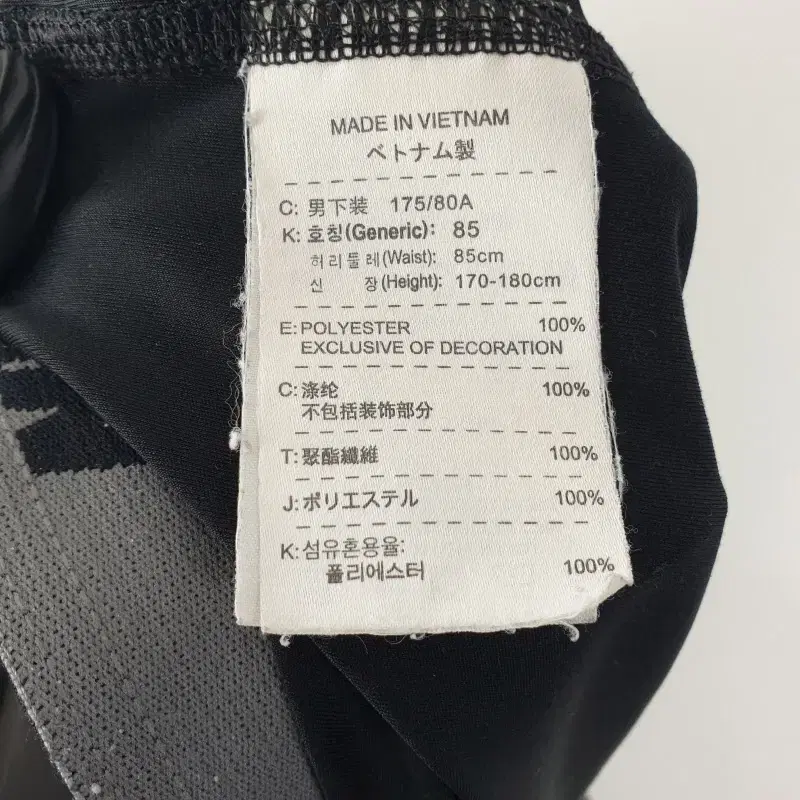 MADE IN VIETNAM
ベトナム製
C: 男下装 175/80A
K: 호칭(Generic): 85
허리둘레(Waist): 85cm
신 장(Height): 170-180cm
E: POLYESTER 100%
EXCLUSIVE OF DECORATION
C: 涤纶 100%
不包括装饰部分
T: 聚酯纖維 100%
J: ポリエステル 100%
K: 섬유혼용율:
폴리에스터 100%